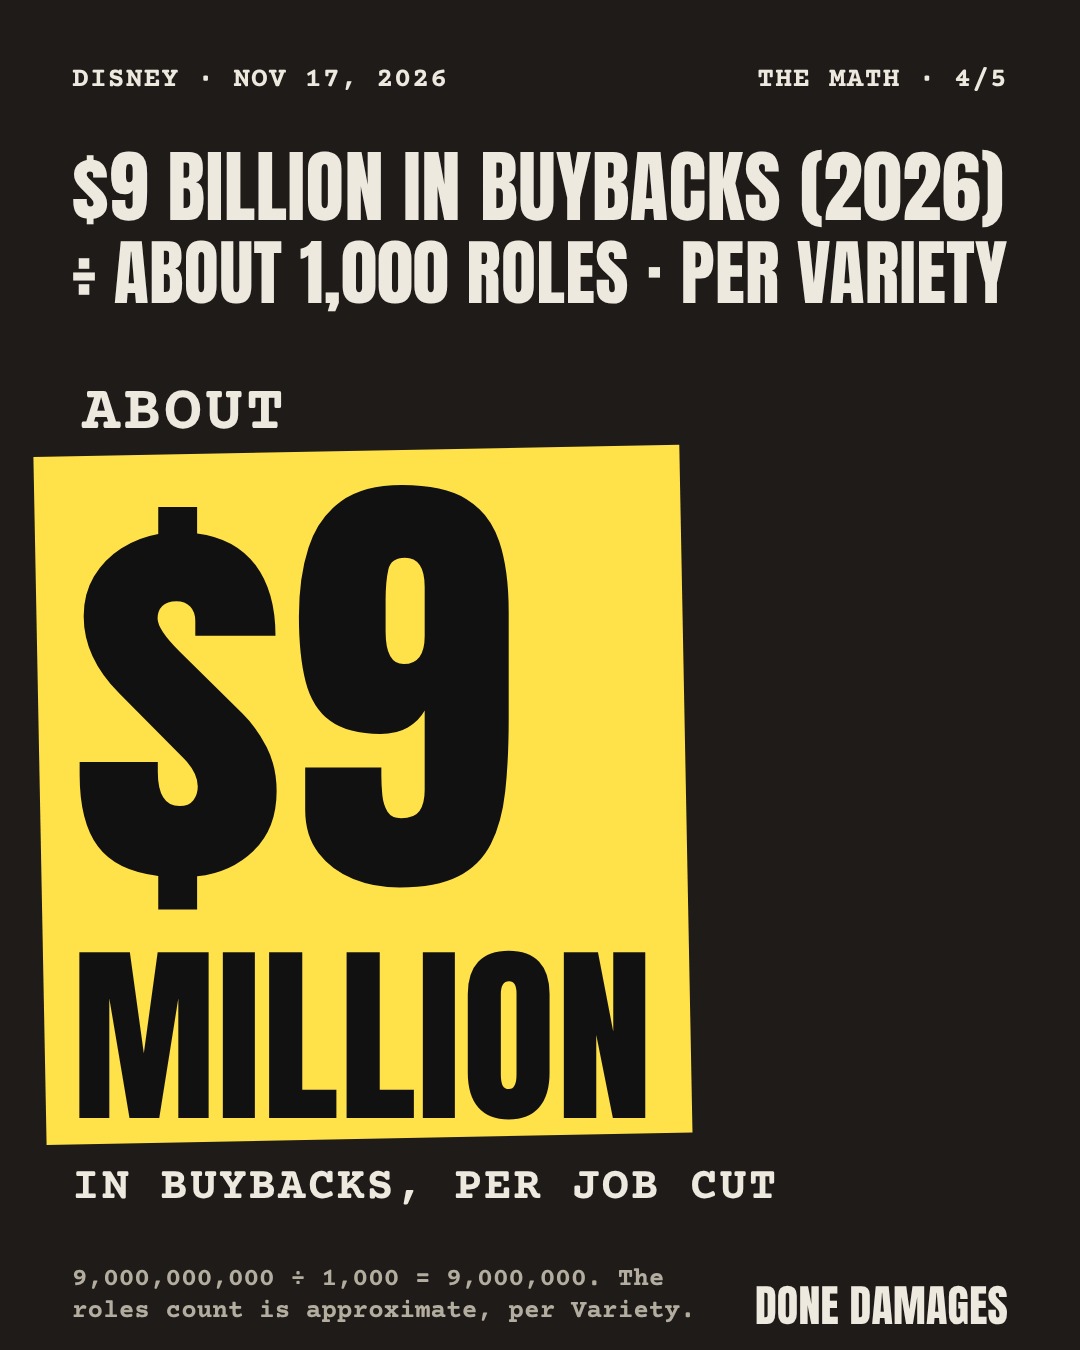 DISNEY · NOV 17, 2026
THE MATH · 4/5
$9 BILLION IN BUYBACKS (2026)
÷ ABOUT 1,000 ROLES · PER VARIETY
ABOUT
$9
MILLION
IN BUYBACKS, PER JOB CUT
9,000,000,000 ÷ 1,000 = 9,000,000. The
roles count is approximate, per Variety.
DONE DAMAGES